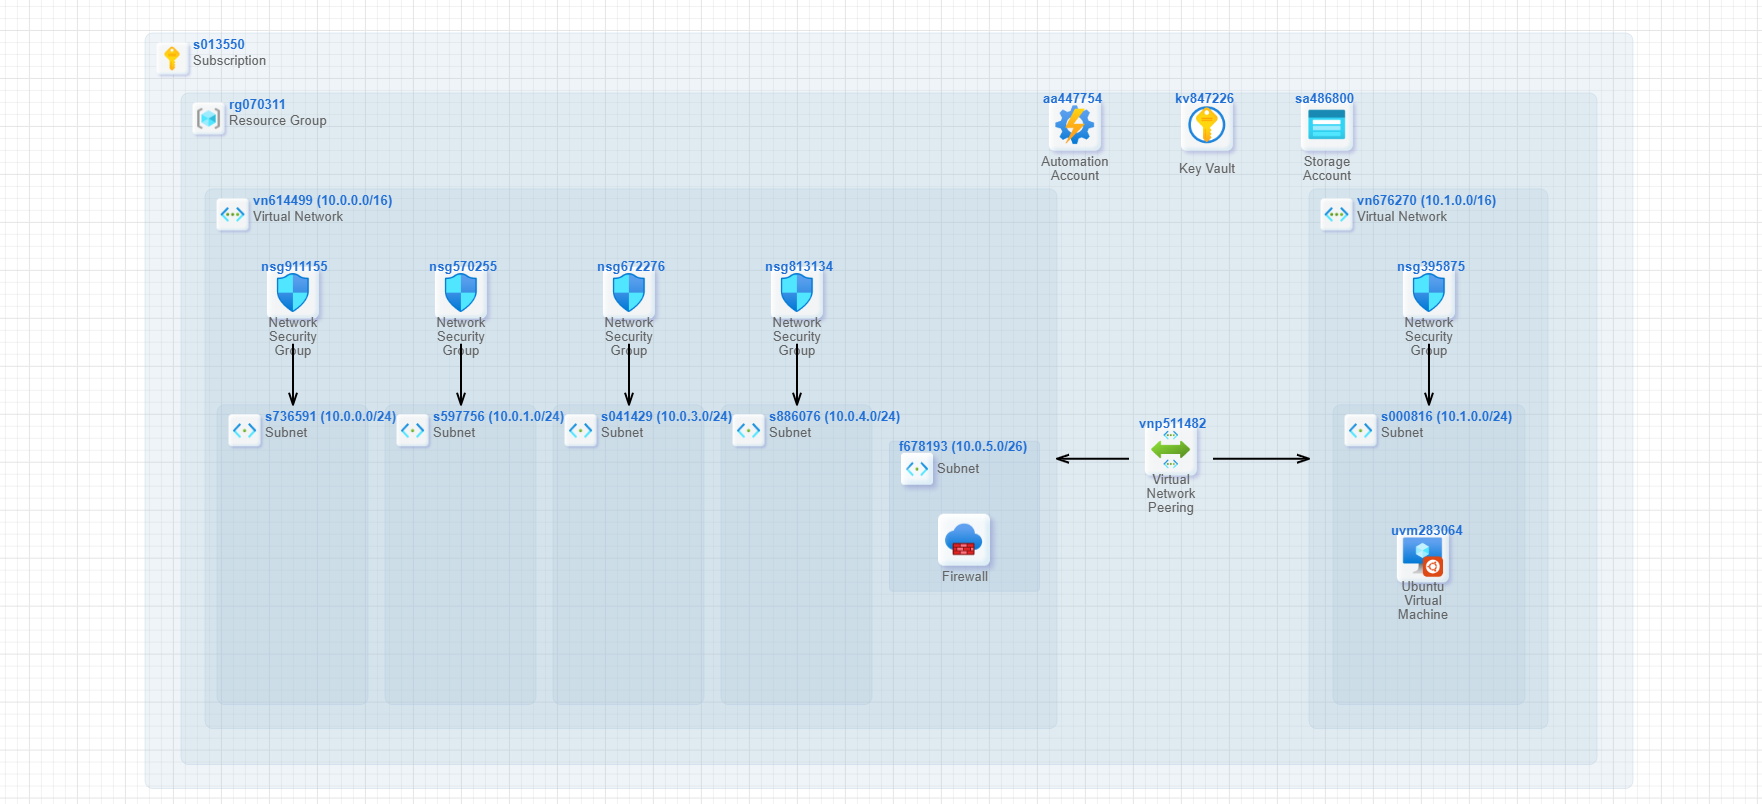 s013550
Subscription
rg070311
Resource Group
aa447754
Automation
Account
kv847226
Key Vault
sa486800
Storage
Account
vn614499 (10.0.0.0/16)
Virtual Network
nsg911155
Network
Security
Group
nsg570255
Network
Security
Group
nsg672276
Network
Security
Group
nsg813134
Network
Security
Group
s736591 (10.0.0.0/24)
Subnet
s597756 (10.0.1.0/24)
Subnet
s041429 (10.0.3.0/24)
Subnet
s886076 (10.0.4.0/24)
Subnet
f678193 (10.0.5.0/26)
Subnet
Firewall
vnp511482
Virtual
Network
Peering
vn676270 (10.1.0.0/16)
Virtual Network
nsg395875
Network
Security
Group
s000816 (10.1.0.0/24)
Subnet
uvm283064
Ubuntu
Virtual
Machine